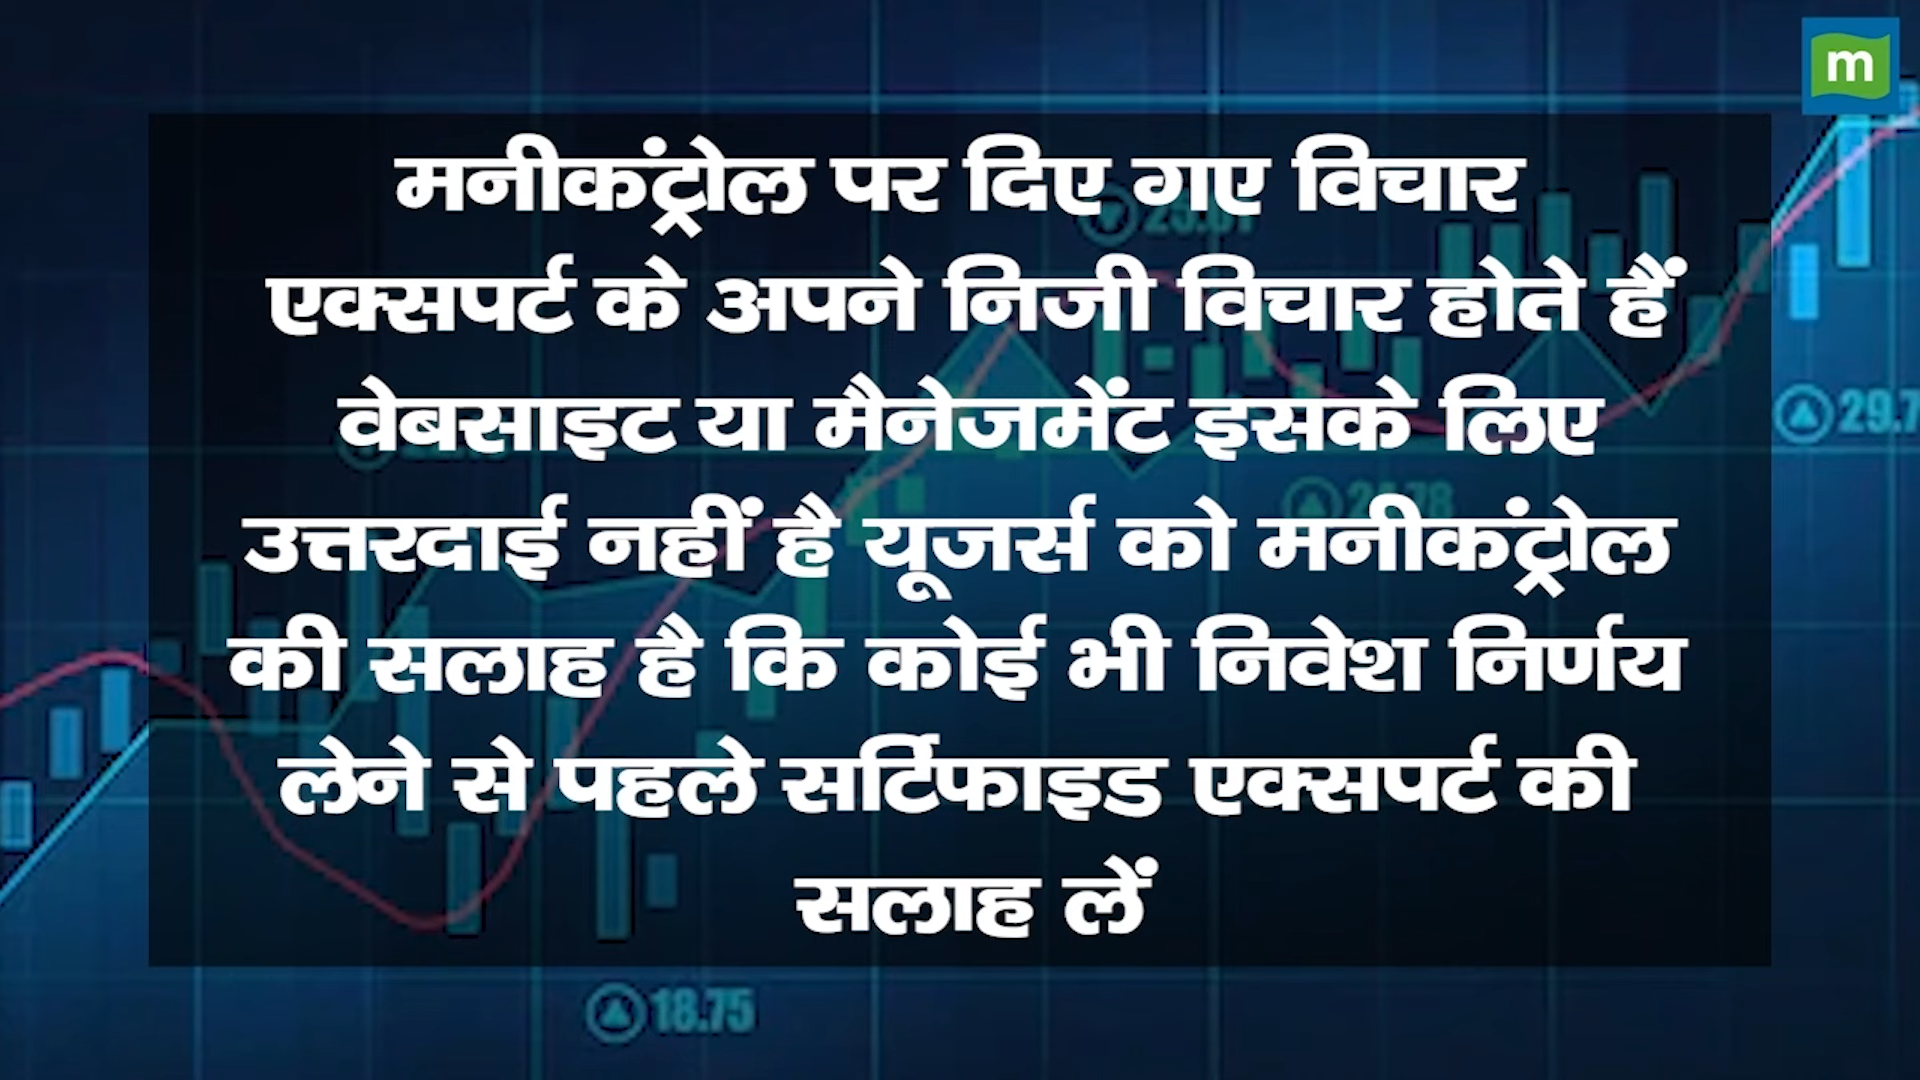 m
मनीकंट्रोल पर दिए गए विचार
एक्सपर्ट के अपने निजी विचार होते हैं
वेबसाइट या मैनेजमेंट इसके लिए
उत्तरदाई नहीं है यूजर्स को मनीकंट्रोल
की सलाह है कि कोई भी निवेश निर्णय
लेने से पहले सर्टिफाइड एक्सपर्ट की
सलाह लें
29.7
18.75